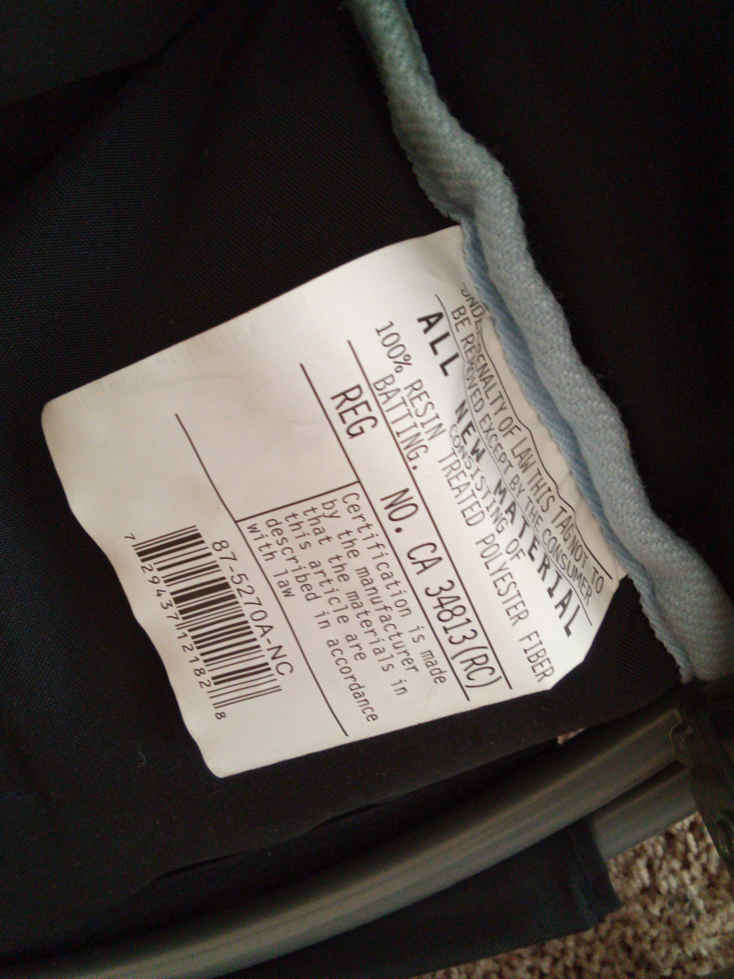 UNDER PENALTY OF LAW THIS TAG NOT TO
BE REMOVED EXCEPT BY THE CONSUMER
ALL NEW MATERIAL
CONSISTING OF
100% RESIN TREATED POLYESTER FIBER
BATTING.
REG NO. CA 34813(RC)
Certification is made
by the manufacturer
that the materials in
this article are
described in accordance
with law
87-5270A-NC
7 29437 12182 8